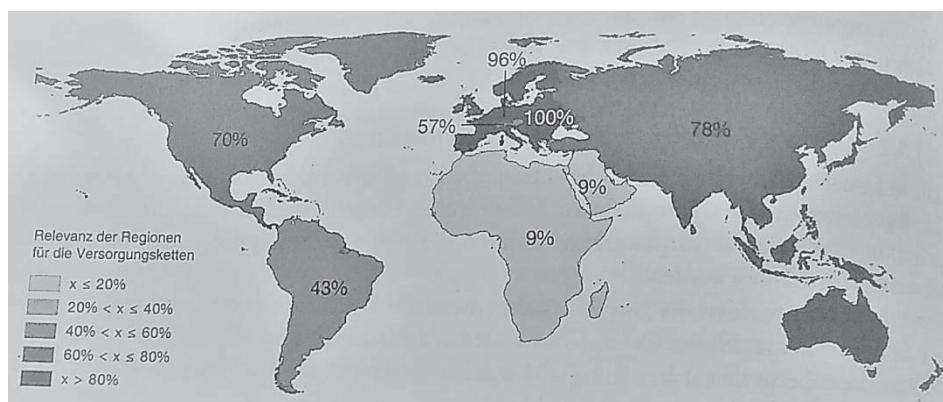 96%
57%
100%
70%
78%
9%
9%
43%
Relevanz der Regionen
für die Versorgungsketten
x ≤ 20%
20% < x ≤ 40%
40% < x ≤ 60%
60% < x ≤ 80%
x > 80%